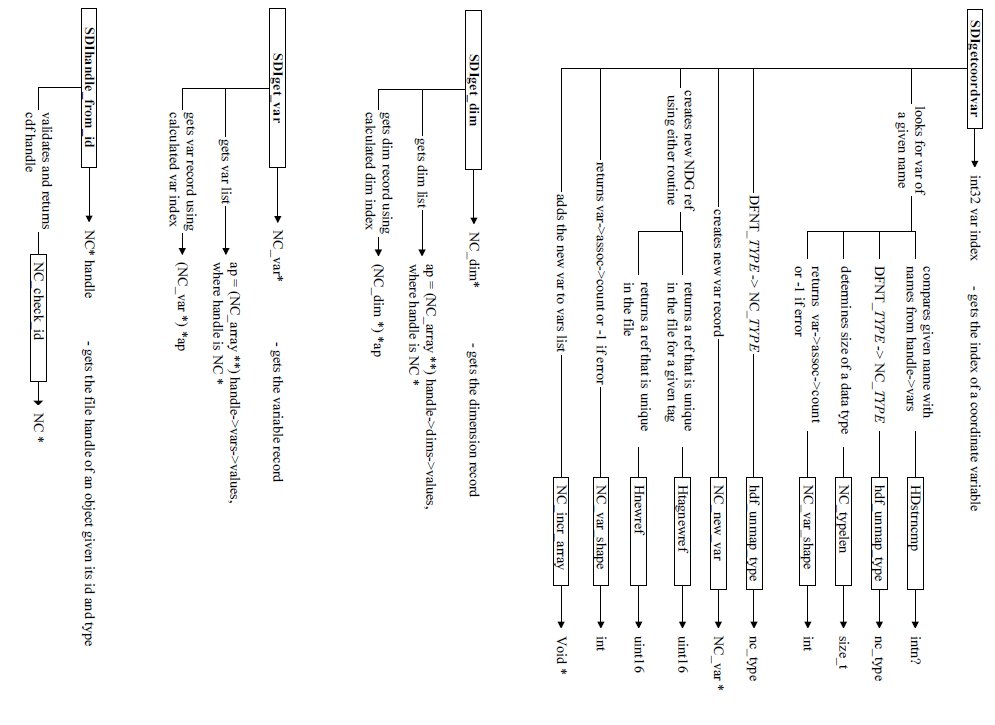 SDIgetcoordvar
int32 var index
- gets the index of a coordinate variable
looks for var of
a given name
compares given name with
names from handle->vars
HDstrncmp
intn?
DFNT_TYPE -> NC_TYPE
hdf_unmap_type
nc_type
determines size of a data type
NC_typelen
size_t
returns var->assoc->count
or -1 if error
NC_var_shape
int
DFNT_TYPE -> NC_TYPE
hdf_unmap_type
nc_type
creates new var record
NC_new_var
NC_var *
creates new NDG ref
using either routine
returns a ref that is unique
in the file for a given tag
Htagnewref
uint16
returns a ref that is unique
in the file
Hnewref
uint16
returns var->assoc->count or -1 if error
NC_var_shape
int
adds the new var to vars list
NC_incr_array
Void *
SDIget_dim
NC_dim*
- gets the dimension record
gets dim list
ap = (NC_array **) handle->dims->values,
where handle is NC *
gets dim record using
calculated dim index
(NC_dim *) *ap
SDIget_var
NC_var*
- gets the variable record
gets var list
ap = (NC_array **) handle->vars->values,
where handle is NC *
gets var record using
calculated var index
(NC_var *) *ap
SDIhandle_from_id
NC* handle
- gets the file handle of an object given its id and type
validates and returns
cdf handle
NC_check_id
NC *